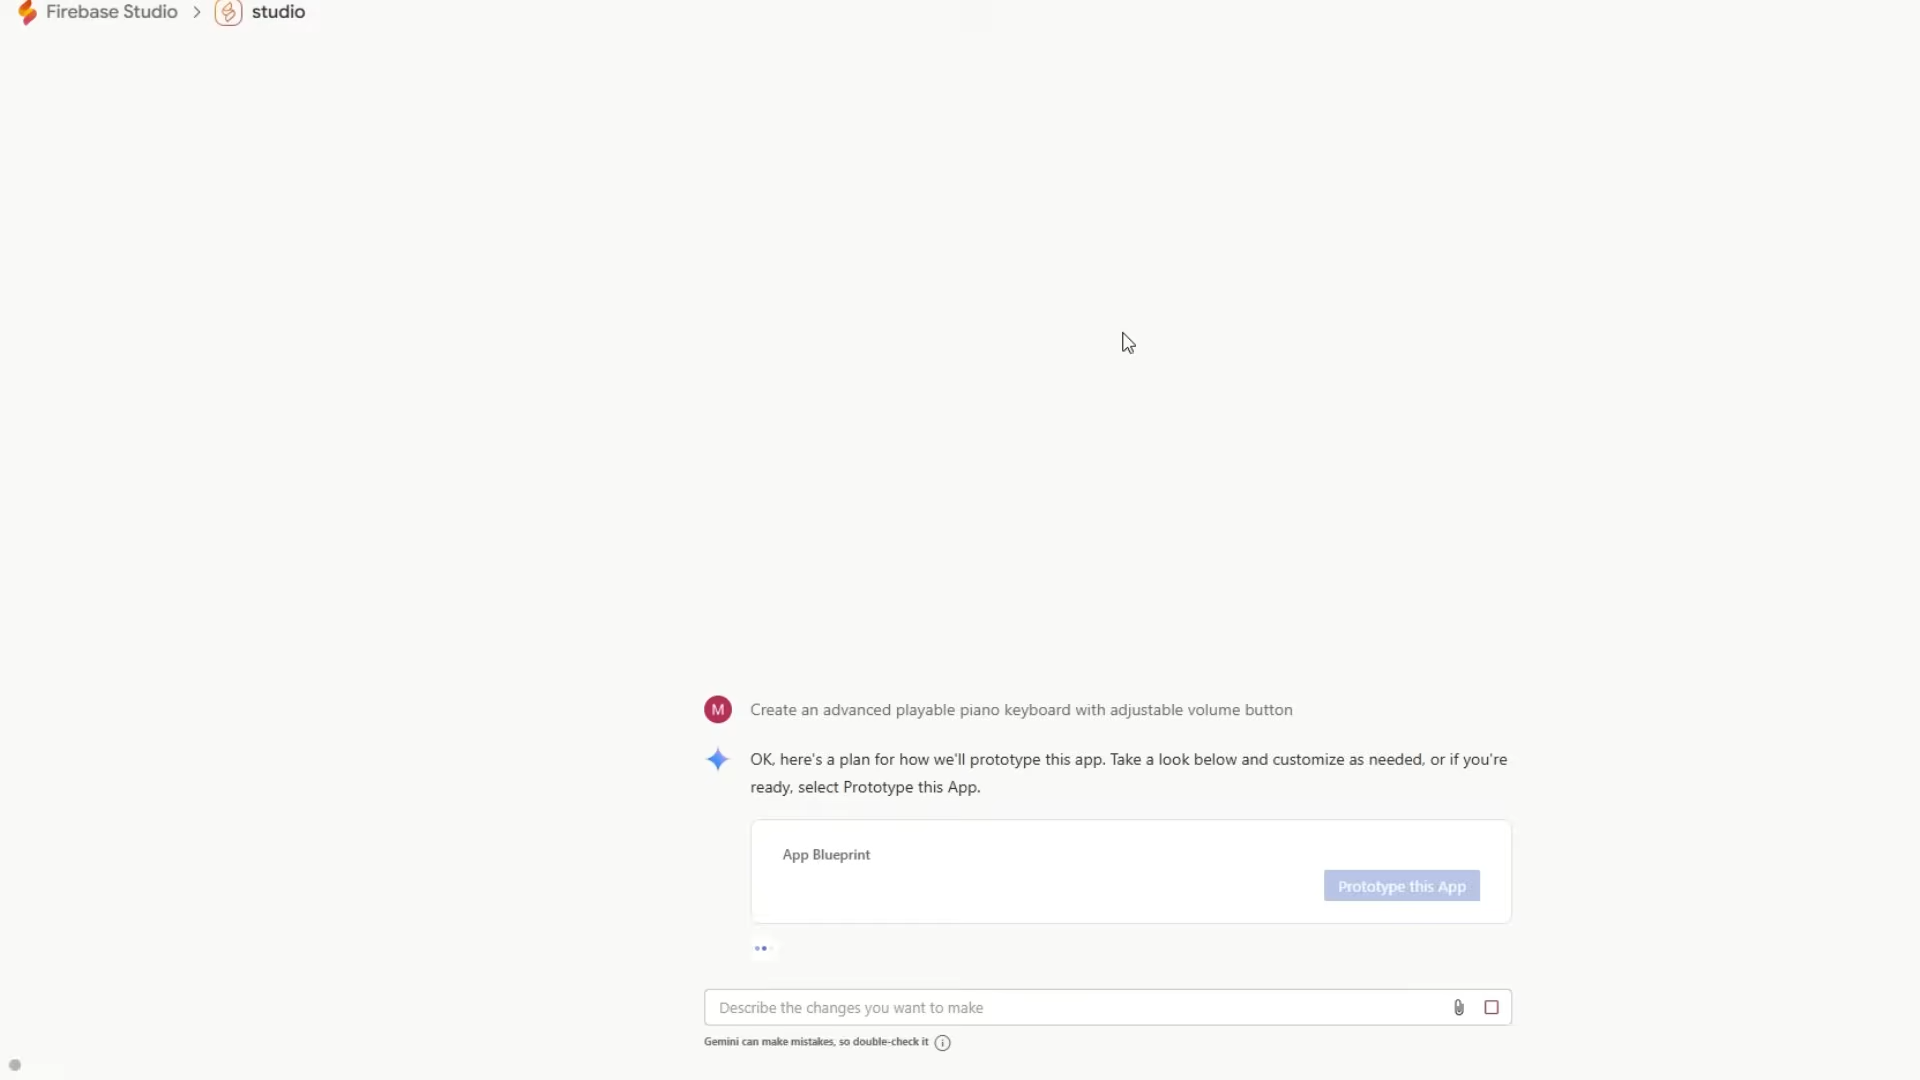 Firebase Studio > studio
M Create an advanced playable piano keyboard with adjustable volume button
OK, here's a plan for how we'll prototype this app. Take a look below and customize as needed, or if you're
ready, select Prototype this App.
App Blueprint
Prototype this App
Describe the changes you want to make
Gemini can make mistakes, so double-check it